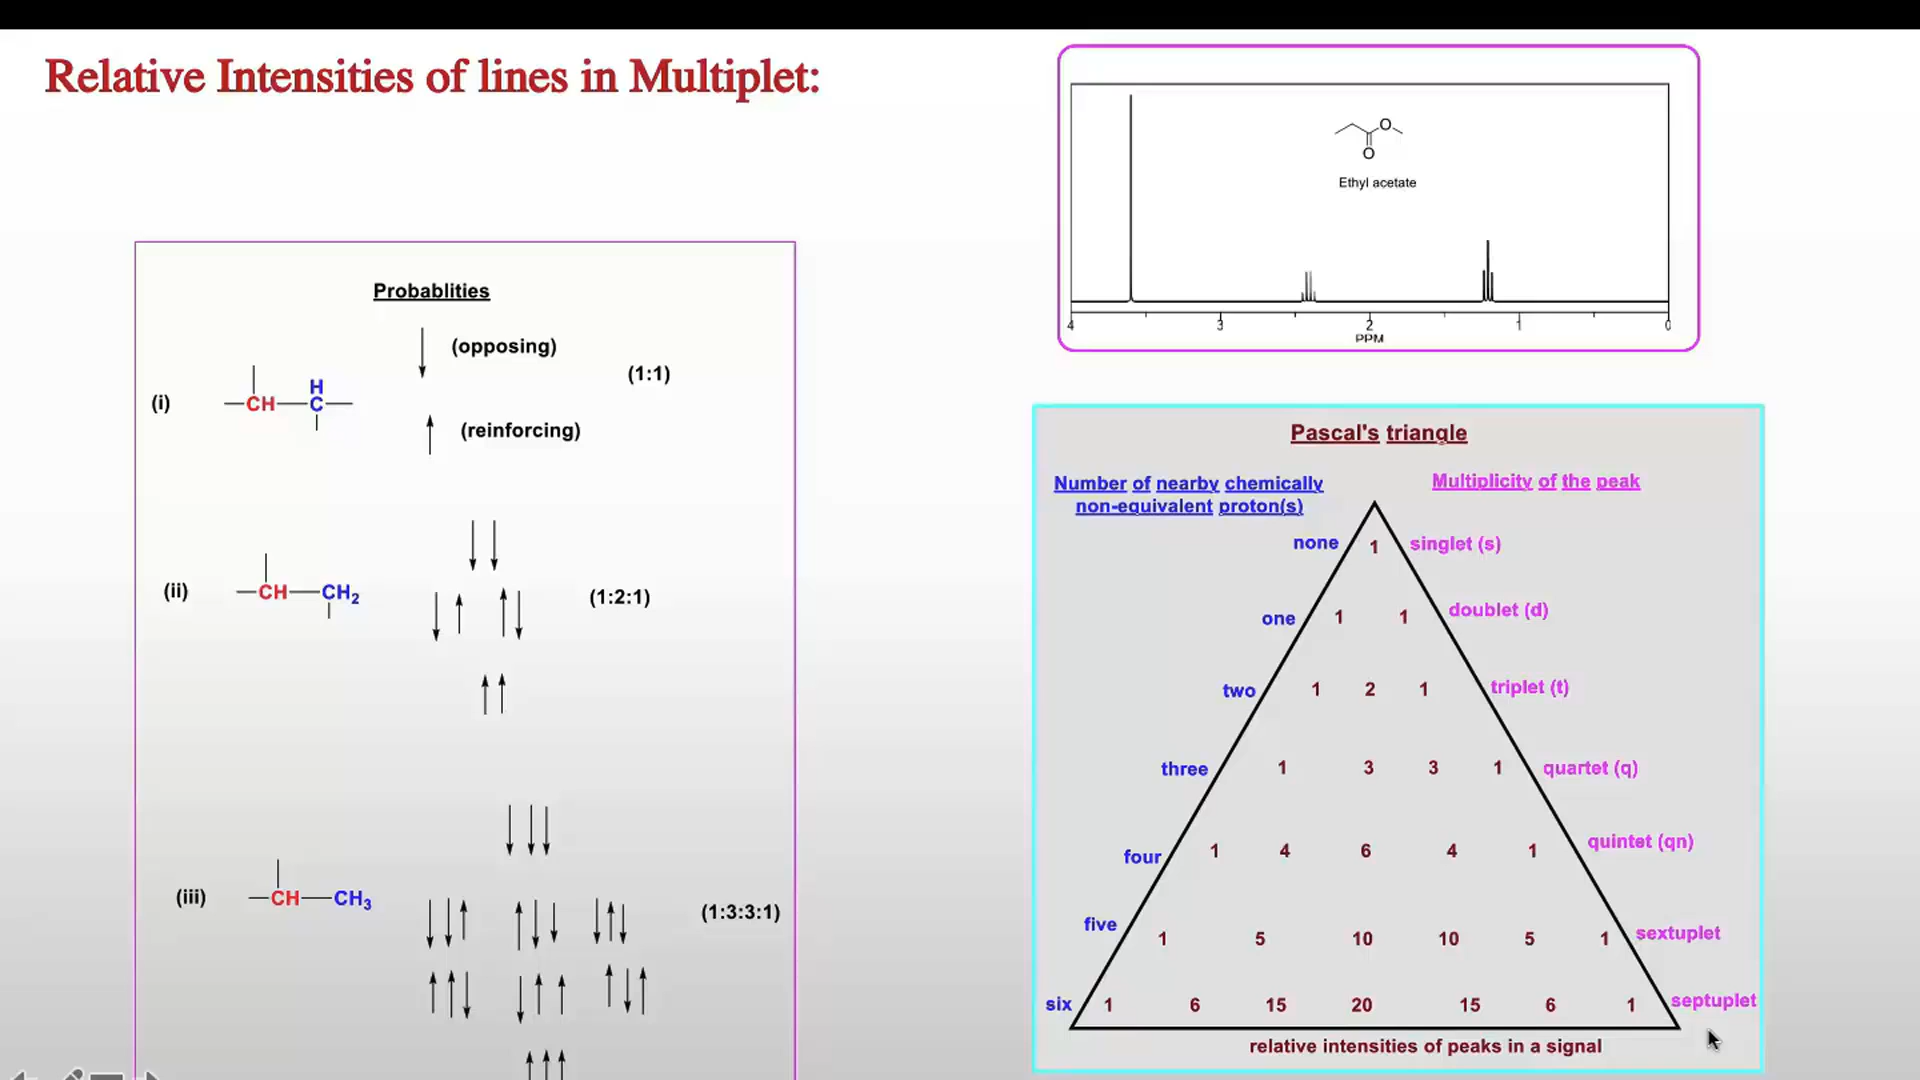 Relative Intensities of lines in Multiplet:
Probablities
(opposing)
(1:1)
(i)
CH
H
C
(reinforcing)
(ii)
CH
CH2
(1:2:1)
(iii)
CH
CH3
(1:3:3:1)
O
O
Ethyl acetate
4 3 2 1 0
PPM
Pascal's triangle
Number of nearby chemically
non-equivalent proton(s)
Multiplicity of the peak
none 1 singlet (s)
one 1 1 doublet (d)
two 1 2 1 triplet (t)
three 1 3 3 1 quartet (q)
four 1 4 6 4 1 quintet (qn)
five 1 5 10 10 5 1 sextuplet
six 1 6 15 20 15 6 1 septuplet
relative intensities of peaks in a signal